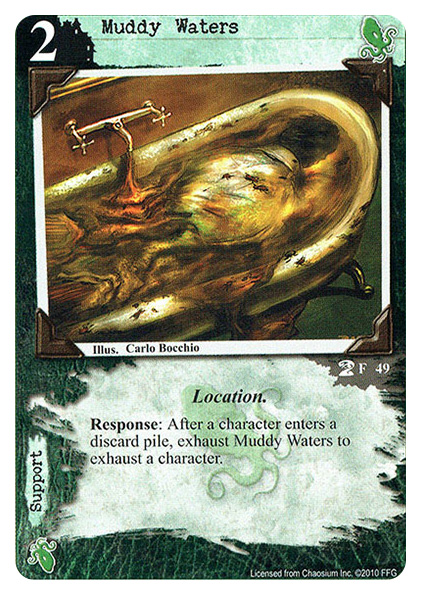 2 Muddy Waters
Illus. Carlo Bocchio
F 49
Location.
Response: After a character enters a
discard pile, exhaust Muddy Waters to
exhaust a character.
Support
Licensed from Chaosium Inc. ©2010 FFG